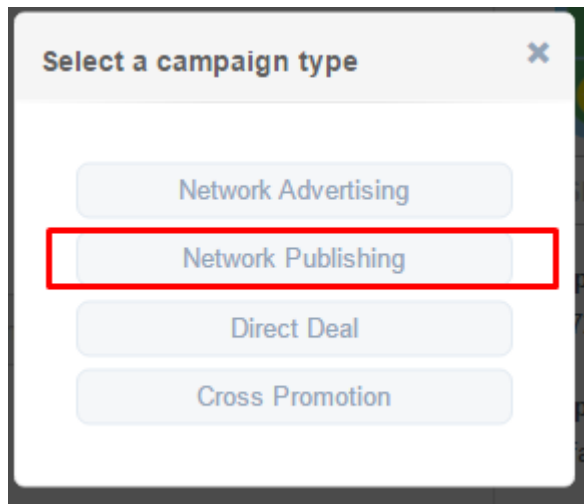 Select a campaign type
Network Advertising
Network Publishing
Direct Deal
Cross Promotion